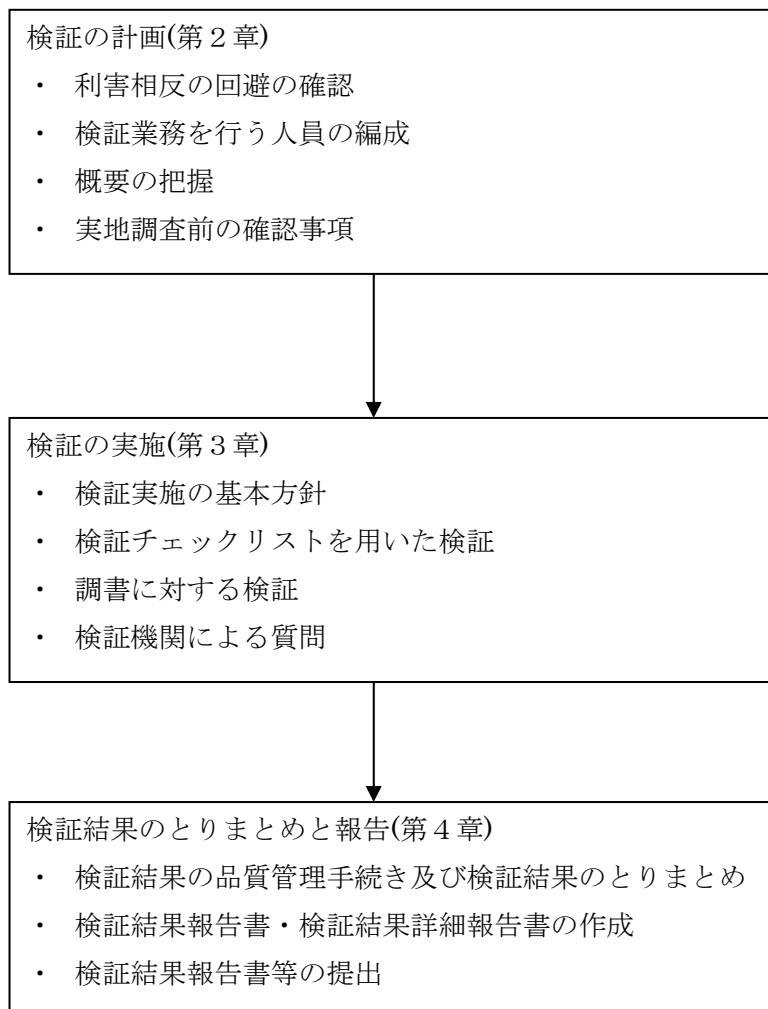 検証の計画(第２章)
・ 利害相反の回避の確認
・ 検証業務を行う人員の編成
・ 概要の把握
・ 実地調査前の確認事項
検証の実施(第３章)
・ 検証実施の基本方針
・ 検証チェックリストを用いた検証
・ 調書に対する検証
・ 検証機関による質問
検証結果のとりまとめと報告(第４章)
・ 検証結果の品質管理手続き及び検証結果のとりまとめ
・ 検証結果報告書・検証結果詳細報告書の作成
・ 検証結果報告書等の提出